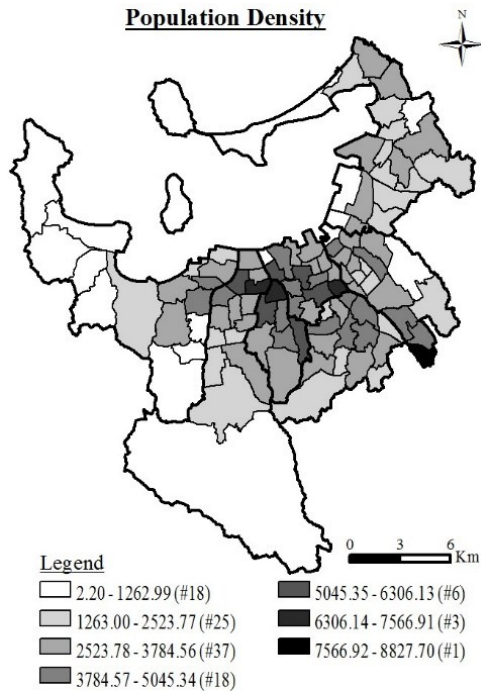 Population Density
N
0 3 6
Km
Legend
2.20 - 1262.99 (#18)
1263.00 - 2523.77 (#25)
2523.78 - 3784.56 (#37)
3784.57 - 5045.34 (#18)
5045.35 - 6306.13 (#6)
6306.14 - 7566.91 (#3)
7566.92 - 8827.70 (#1)